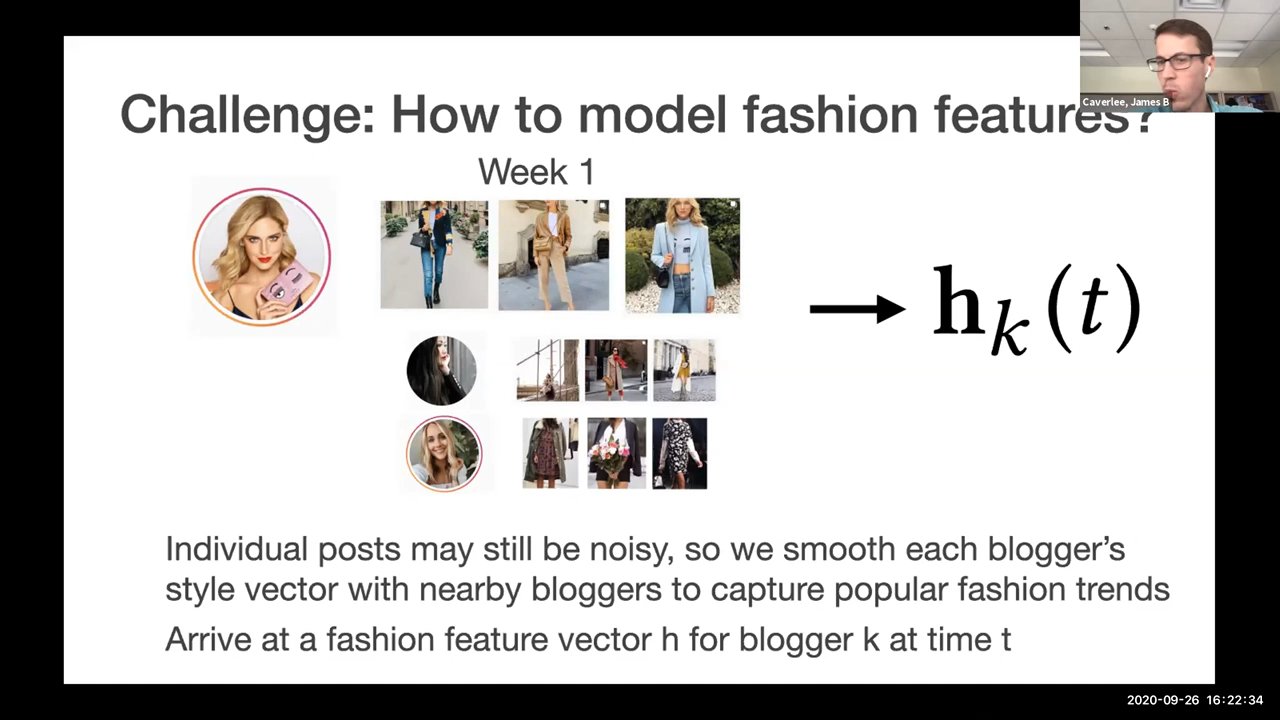 Challenge: How to model fashion features?
Caverlee, James B
Week 1
h_k(t)
Individual posts may still be noisy, so we smooth each blogger's
style vector with nearby bloggers to capture popular fashion trends
Arrive at a fashion feature vector h for blogger k at time t
2020-09-26 16:22:34